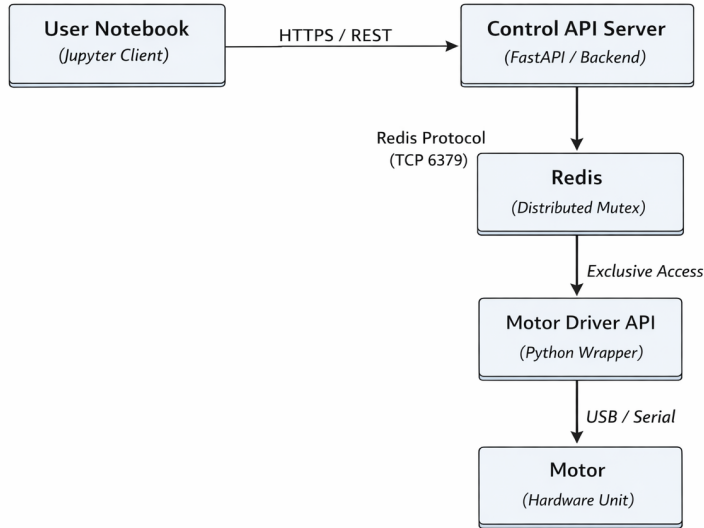 User Notebook
(Jupyter Client)
HTTPS / REST
Control API Server
(FastAPI / Backend)
Redis Protocol
(TCP 6379)
Redis
(Distributed Mutex)
Exclusive Access
Motor Driver API
(Python Wrapper)
USB / Serial
Motor
(Hardware Unit)